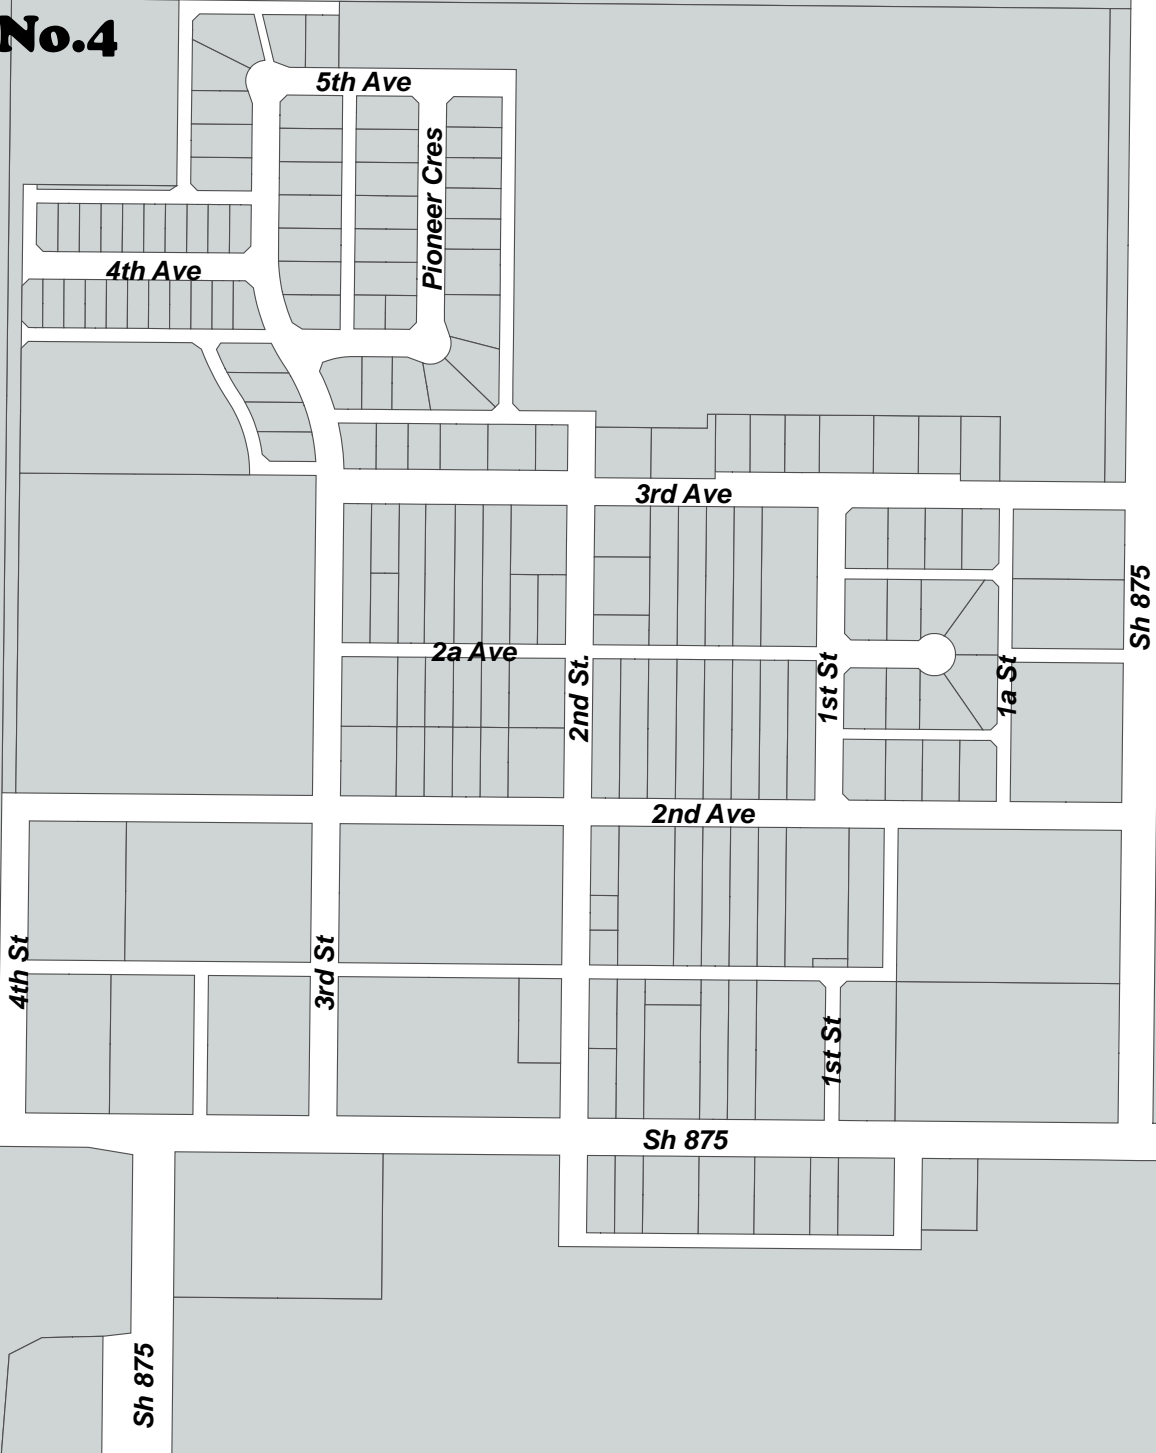 No.4
5th Ave
Pioneer Cres
4th Ave
3rd Ave
Sh 875
2a Ave
2nd St.
1st St
1a St
2nd Ave
4th St
3rd St
1st St
Sh 875
Sh 875